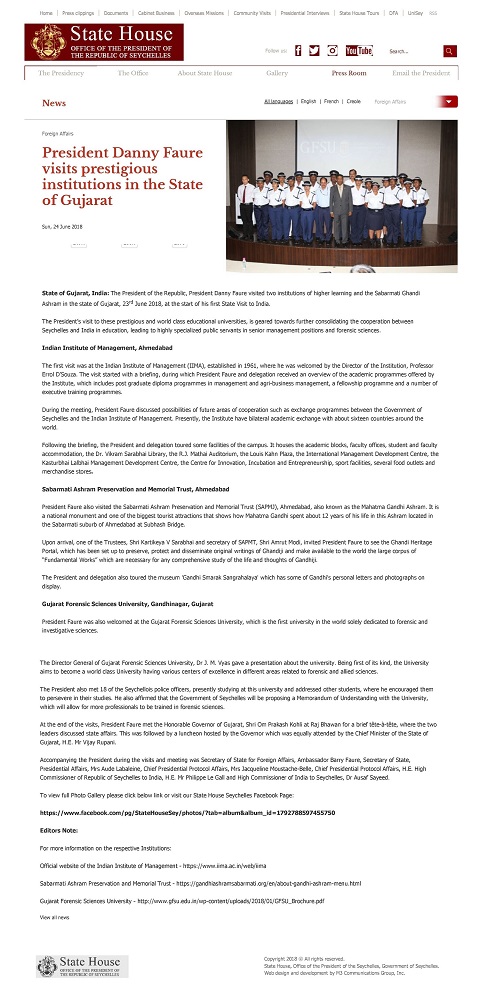 Home | Press clippings | Documents | Cabinet Business | Overseas Missions | Community Visits | Presidential Interviews | State House Tours | DFA | UniSey RSS
State House
OFFICE OF THE PRESIDENT OF
THE REPUBLIC OF SEYCHELLES
Follow us: YouTube Search...
The Presidency The Office About State House Gallery Press Room Email the President
News
All languages | English | French | Creole Foreign Affairs
Foreign Affairs
President Danny Faure
visits prestigious
institutions in the State
of Gujarat
Sun, 24 June 2018
GFSU
State of Gujarat, India: The President of the Republic, President Danny Faure visited two institutions of higher learning and the Sabarmati Ghandi
Ashram in the state of Gujarat, 23rd June 2018, at the start of his first State Visit to India.
The President's visit to these prestigious and world class educational universities, is geared towards further consolidating the cooperation between
Seychelles and India in education, leading to highly specialized public servants in senior management positions and forensic sciences.
Indian Institute of Management, Ahmedabad
The first visit was at the Indian Institute of Management (IIMA), established in 1961, where he was welcomed by the Director of the Institution, Professor
Errol D'Souza. The visit started with a briefing, during which President Faure and delegation received an overview of the academic programmes offered by
the Institute, which includes post graduate diploma programmes in management and agri-business management, a fellowship programme and a number of
executive training programmes.
During the meeting, President Faure discussed possibilities of future areas of cooperation such as exchange programmes between the Government of
Seychelles and the Indian Institute of Management. Presently, the Institute have bilateral academic exchange with about sixteen countries around the
world.
Following the briefing, the President and delegation toured some facilities of the campus. It houses the academic blocks, faculty offices, student and faculty
accommodation, the Dr. Vikram Sarabhai Library, the R.J. Mathai Auditorium, the Louis Kahn Plaza, the International Management Development Centre, the
Kasturbhai Lalbhai Management Development Centre, the Centre for Innovation, Incubation and Entrepreneurship, sport facilities, several food outlets and
merchandise stores.
Sabarmati Ashram Preservation and Memorial Trust, Ahmedabad
President Faure also visited the Sabarmati Ashram Preservation and Memorial Trust (SAPMJ), Ahmedabad, also known as the Mahatma Gandhi Ashram. It is
a national monument and one of the biggest tourist attractions that shows how Mahatma Gandhi spent about 12 years of his life in this Ashram located in
the Sabarmati suburb of Ahmedabad at Subhash Bridge.
Upon arrival, one of the Trustees, Shri Kartikeya V Sarabhai and secretary of SAPMT, Shri Amrut Modi, invited President Faure to see the Ghandi Heritage
Portal, which has been set up to preserve, protect and disseminate original writings of Ghandiji and make available to the world the large corpus of
"Fundamental Works" which are necessary for any comprehensive study of the life and thoughts of Gandhiji.
The President and delegation also toured the museum 'Gandhi Smarak Sangrahalaya' which has some of Gandhi's personal letters and photographs on
display.
Gujarat Forensic Sciences University, Gandhinagar, Gujarat
President Faure was also welcomed at the Gujarat Forensic Sciences University, which is the first university in the world solely dedicated to forensic and
investigative sciences.
The Director General of Gujarat Forensic Sciences University, Dr J. M. Vyas gave a presentation about the university. Being first of its kind, the University
aims to become a world class University having various centers of excellence in different areas related to forensic and allied sciences.
The President also met 18 of the Seychellois police officers, presently studying at this university and addressed other students, where he encouraged them
to persevere in their studies. He also affirmed that the Government of Seychelles will be proposing a Memorandum of Understanding with the University,
which will allow for more professionals to be trained in forensic sciences.
At the end of the visits, President Faure met the Honorable Governor of Gujarat, Shri Om Prakash Kohli at Raj Bhawan for a brief tête-à-tête, where the two
leaders discussed state affairs. This was followed by a luncheon hosted by the Governor which was equally attended by the Chief Minister of the State of
Gujarat, H.E. Mr Vijay Rupani.
Accompanying the President during the visits and meeting was Secretary of State for Foreign Affairs, Ambassador Barry Faure, Secretary of State,
Presidential Affairs, Mrs Aude Labaleine, Chief Presidential Protocol Affairs, Mrs Jacqueline Moustache-Belle, Chief Presidential Protocol Affairs, H.E. High
Commissioner of Republic of Seychelles to India, H.E. Mr Philippe Le Gall and High Commissioner of India to Seychelles, Dr Ausaf Sayeed.
To view full Photo Gallery please click below link or visit our State House Seychelles Facebook Page:
https://www.facebook.com/pg/StateHouseSey/photos/?tab=album&album_id=1792788597455750
Editors Note:
For more information on the respective Institutions:
Official website of the Indian Institute of Management - https://www.iima.ac.in/web/iima
Sabarmati Ashram Preservation and Memorial Trust - https://gandhiashramsabarmati.org/en/about-gandhi-ashram-menu.html
Gujarat Forensic Sciences University - http://www.gfsu.edu.in/wp-content/uploads/2018/01/GFSU_Brochure.pdf
View all news
State House
OFFICE OF THE PRESIDENT OF
THE REPUBLIC OF SEYCHELLES
Copyright 2018 @ All rights reserved.
State House, Office of the President of the Seychelles, Government of Seychelles.
Web design and development by M3 Communications Group, Inc.